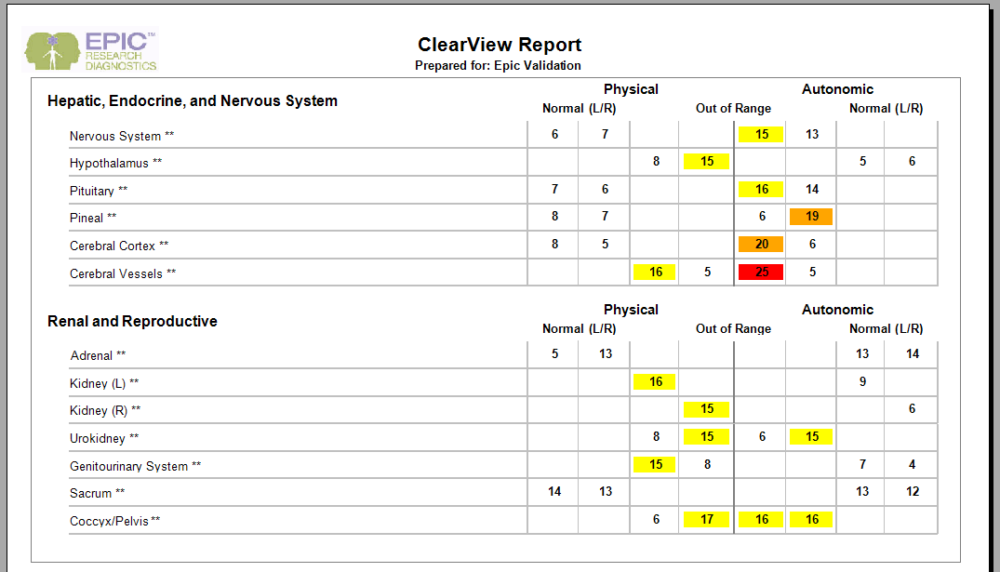 EPIC™
RESEARCH
DIAGNOSTICS
ClearView Report
Prepared for: Epic Validation
Physical Autonomic
Hepatic, Endocrine, and Nervous System
Normal (L/R) Out of Range Normal (L/R)
Nervous System ** 6 7 15 13
Hypothalamus ** 8 15 5 6
Pituitary ** 7 6 16 14
Pineal ** 8 7 6 19
Cerebral Cortex ** 8 5 20 6
Cerebral Vessels ** 16 5 25 5
Physical Autonomic
Renal and Reproductive
Normal (L/R) Out of Range Normal (L/R)
Adrenal ** 5 13 13 14
Kidney (L) ** 16 9
Kidney (R) ** 15 6
Urokidney ** 8 15 6 15
Genitourinary System ** 15 8 7 4
Sacrum ** 14 13 13 12
Coccyx/Pelvis ** 6 17 16 16